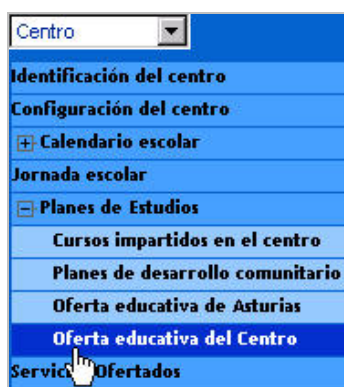 Centro
Identificación del centro
Configuración del centro
Calendario escolar
Jornada escolar
Planes de Estudios
Cursos impartidos en el centro
Planes de desarrollo comunitario
Oferta educativa de Asturias
Oferta educativa del Centro
Ofertados